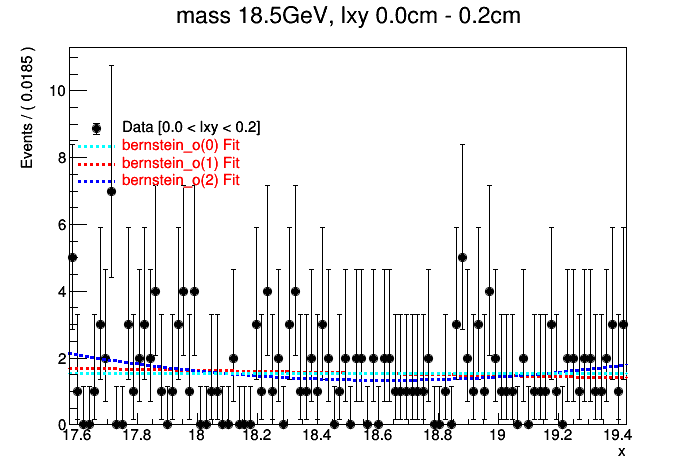 mass 18.5GeV, lxy 0.0cm - 0.2cm
Events / ( 0.0185 )
10
8
6
4
2
0
Data [0.0 < lxy < 0.2]
bernstein_o(0) Fit
bernstein_o(1) Fit
bernstein_o(2) Fit
17.6 17.8 18 18.2 18.4 18.6 18.8 19 19.2 19.4
x